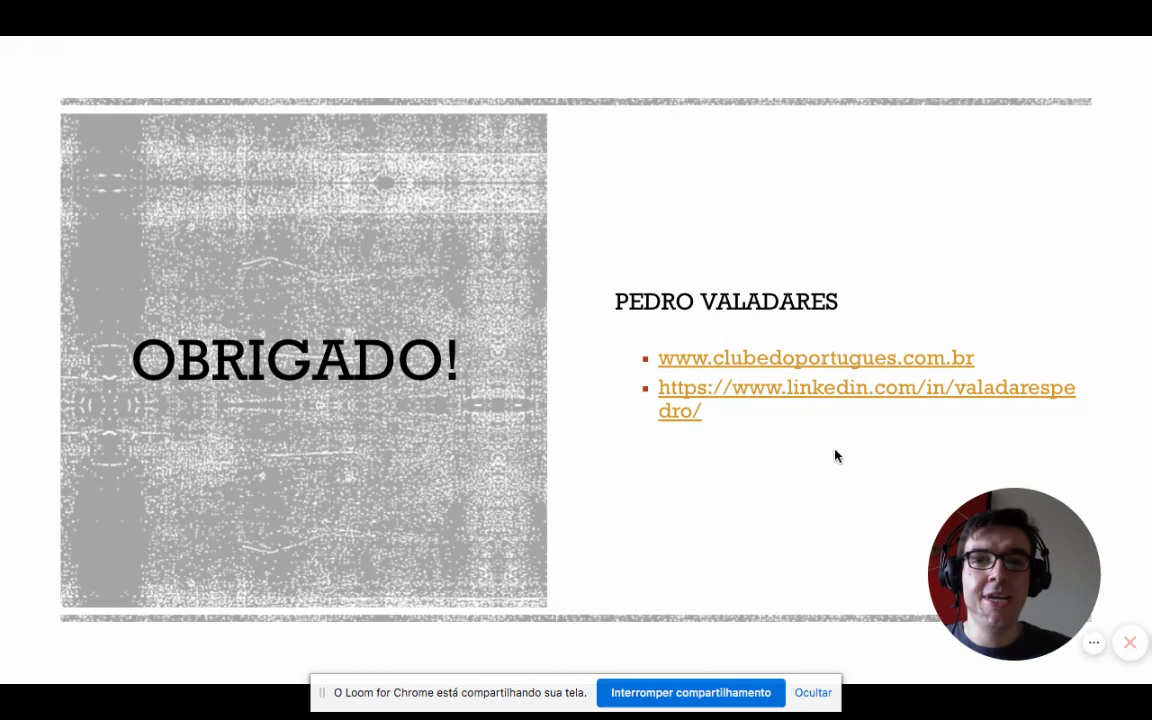 OBRIGADO!
PEDRO VALADARES
www.clubedoportugues.com.br
https://www.linkedin.com/in/valadarespe
dro/
O Loom for Chrome está compartilhando sua tela.
Interromper compartilhamento
Ocultar